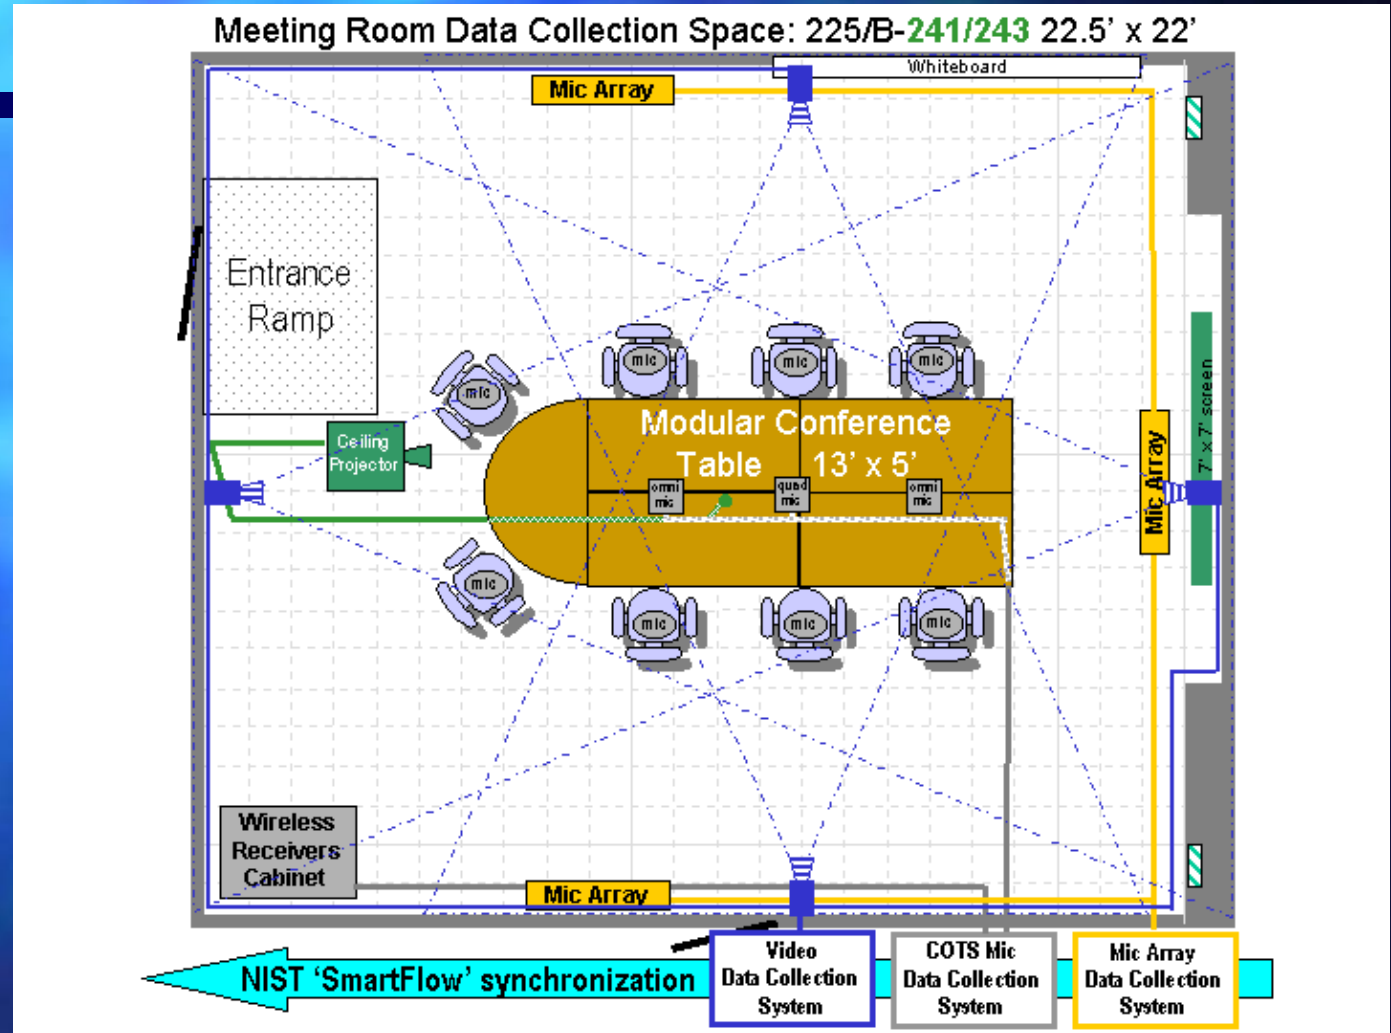 Meeting Room Data Collection Space: 225/B-241/243 22.5' x 22'
Whiteboard
Mic Array
Entrance
Ramp
mic
mic
mic
mic
Ceiling
Projector
Modular Conference
Table 13' x 5'
omni
mic
quad
mic
omni
mic
Mic Array
7' x 7' screen
mic
mic
mic
mic
Wireless
Receivers
Cabinet
Mic Array
NIST 'SmartFlow' synchronization
Video
Data Collection
System
COTS Mic
Data Collection
System
Mic Array
Data Collection
System